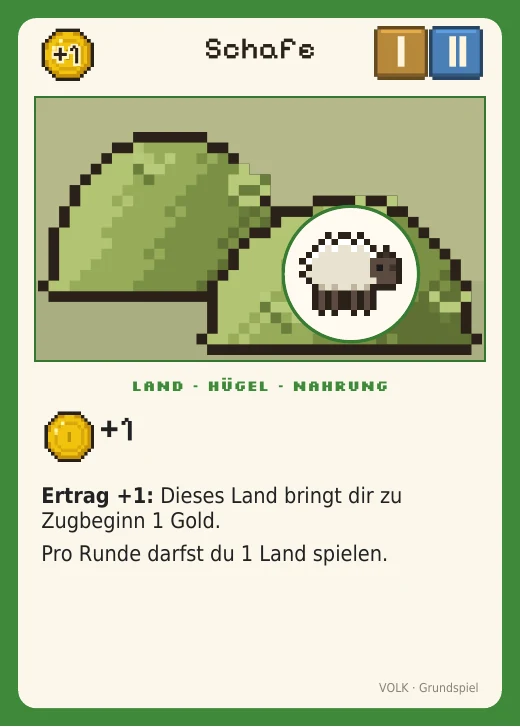 +1 Schafe I II
LAND - HÜGEL - NAHRUNG
+1
Ertrag +1: Dieses Land bringt dir zu
Zugbeginn 1 Gold.
Pro Runde darfst du 1 Land spielen.
VOLK · Grundspiel